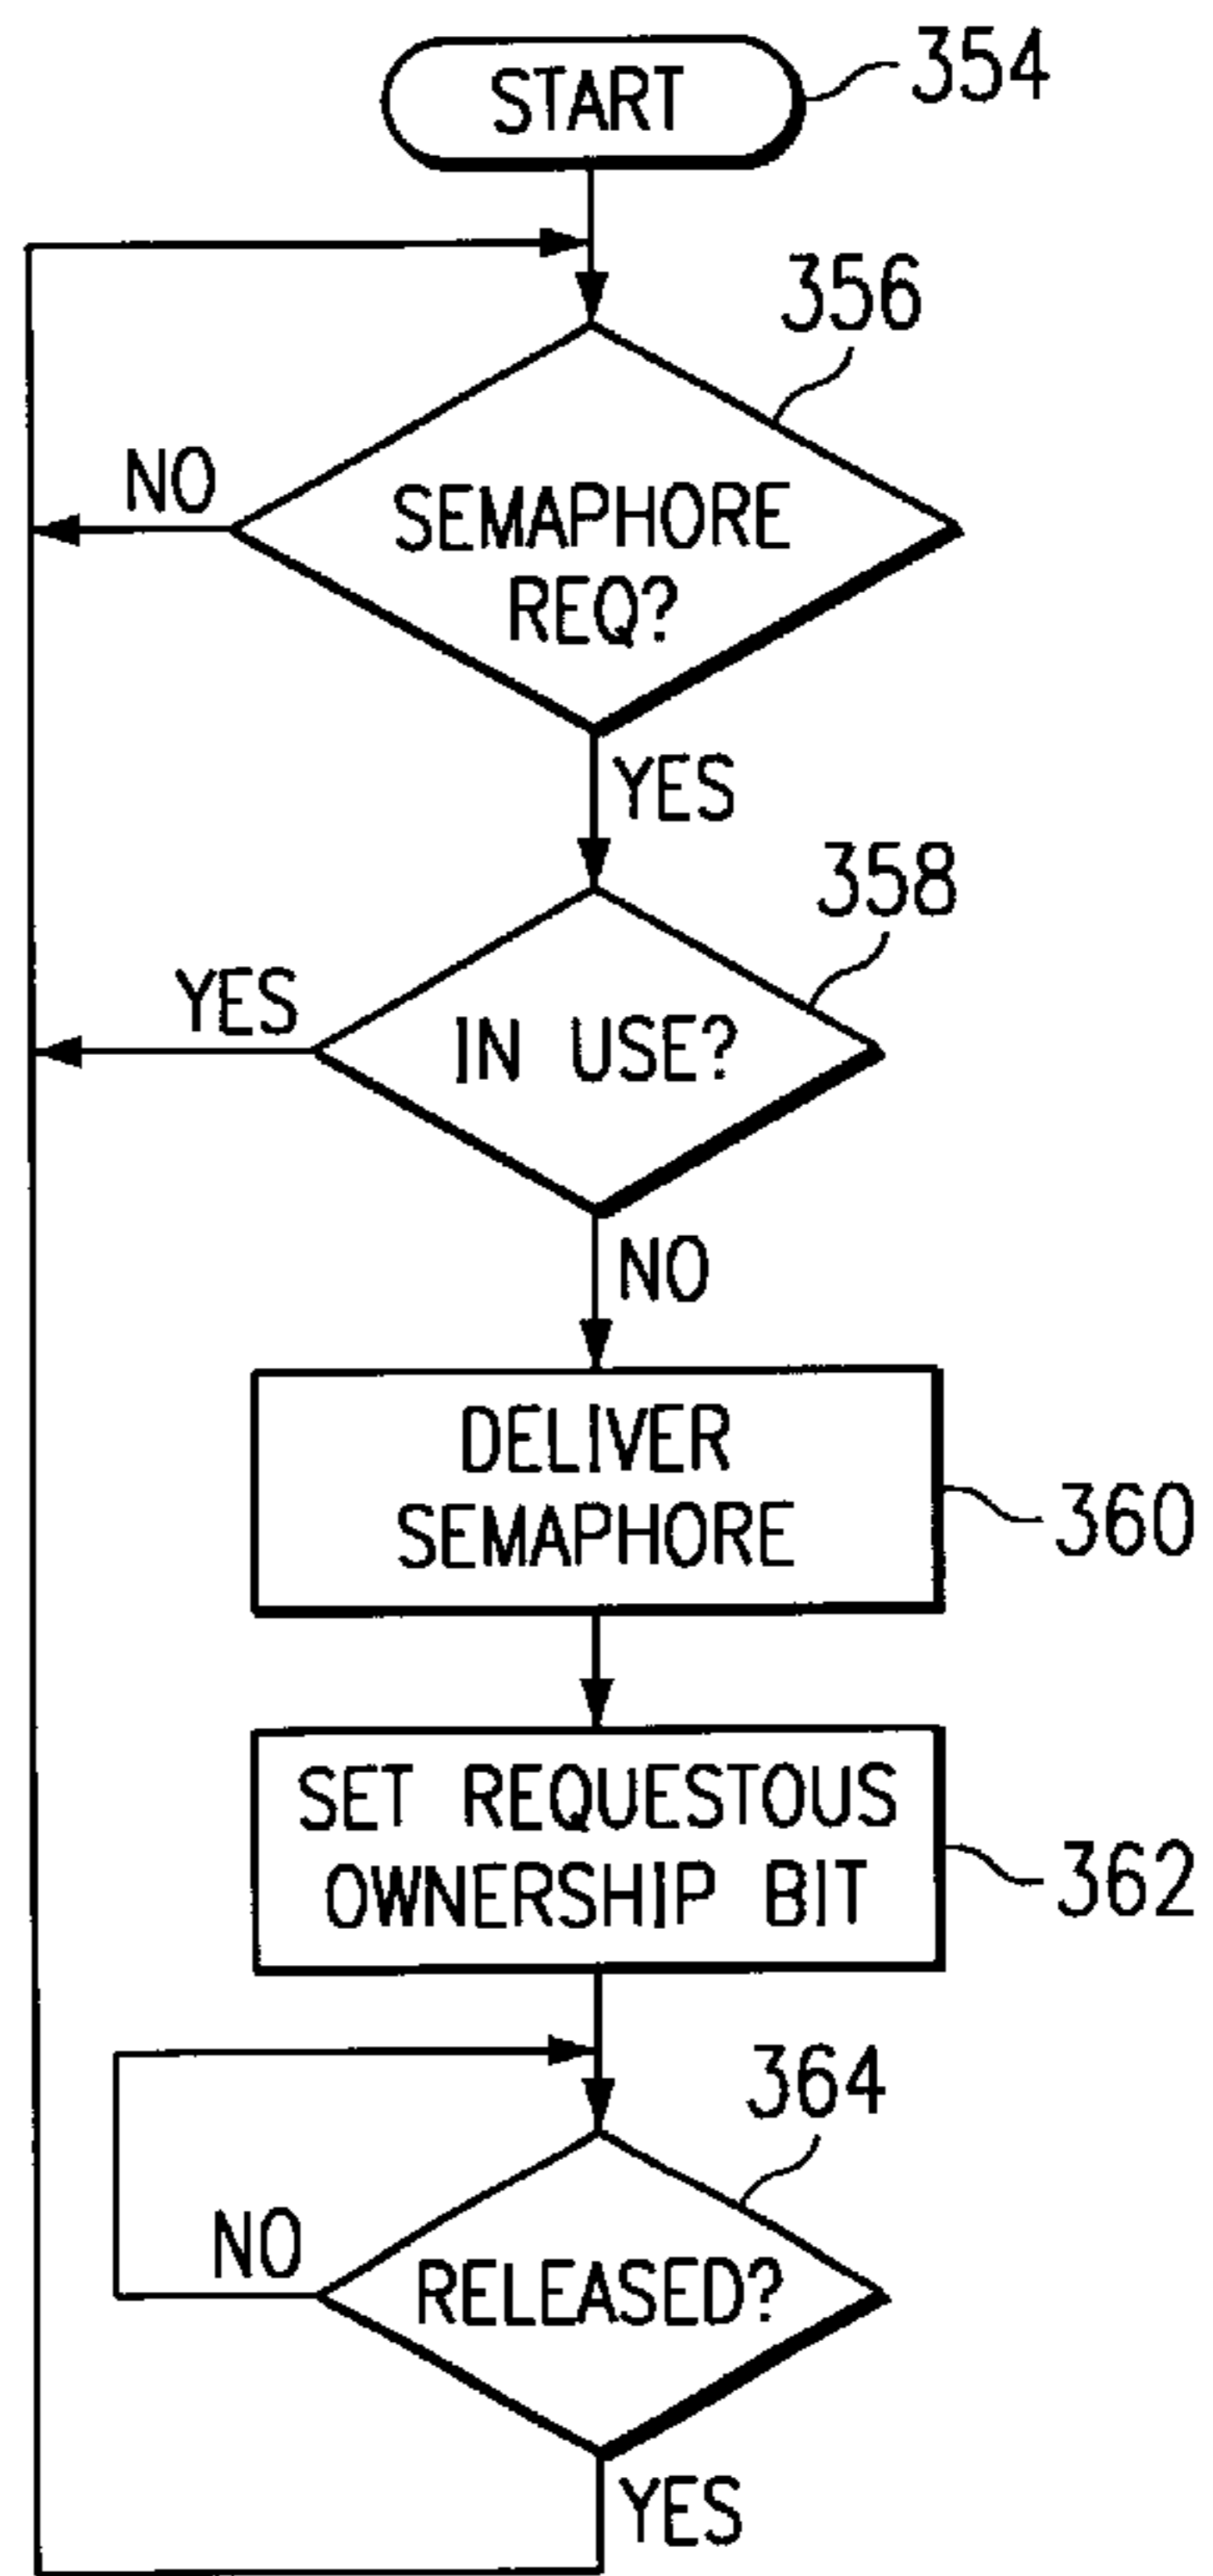 START
354
356
NO
SEMAPHORE
REQ?
YES
358
YES
IN USE?
NO
DELIVER
SEMAPHORE
360
SET REQUESTOUS
OWNERSHIP BIT
362
364
NO
RELEASED?
YES